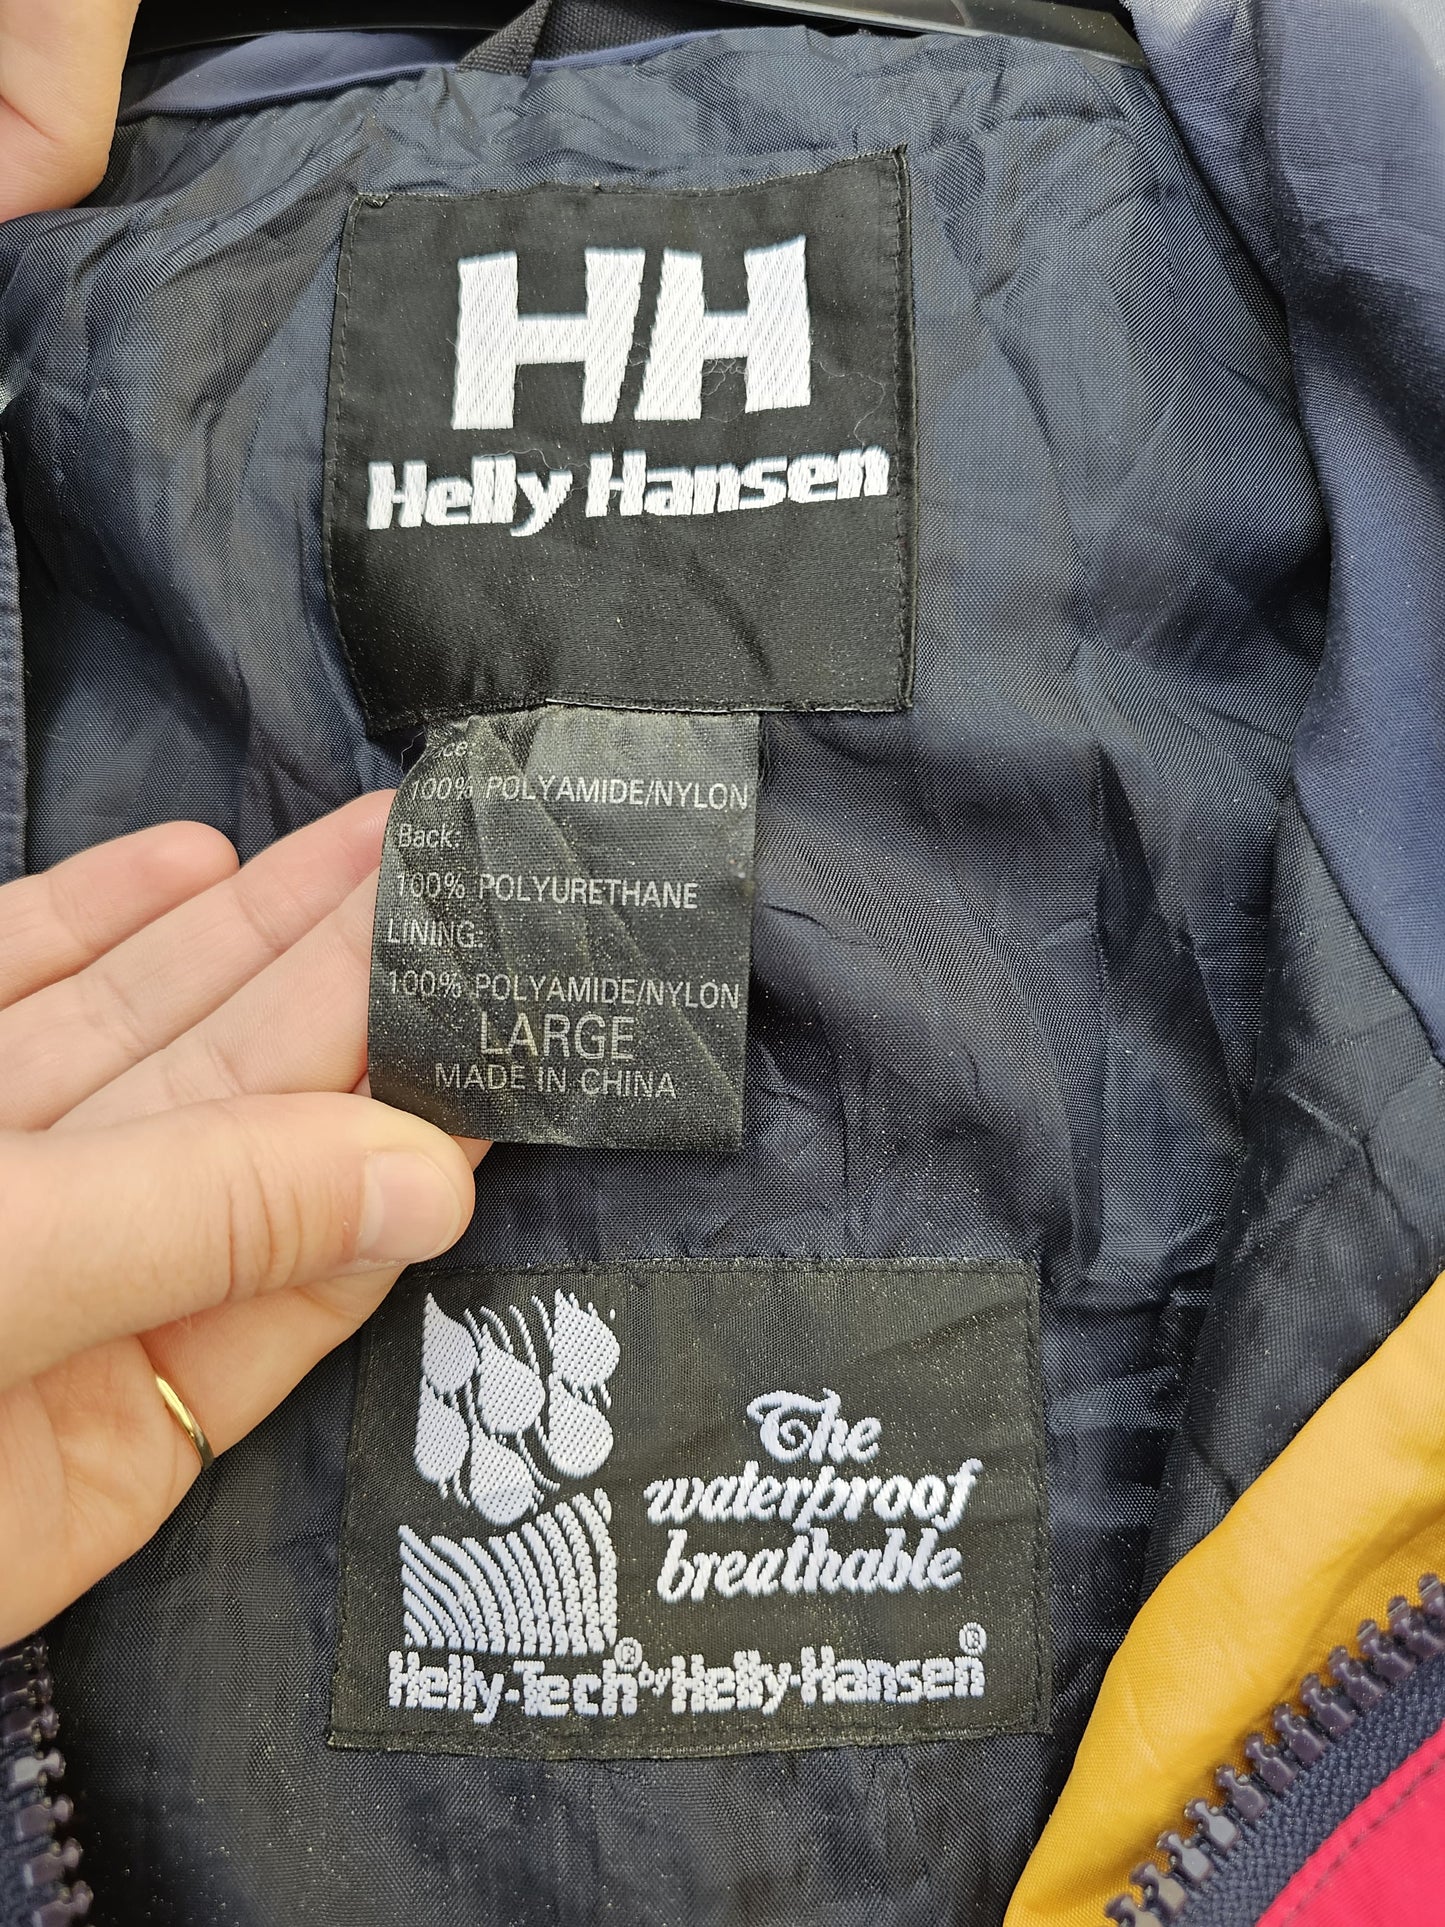 HH
Helly Hansen
100% POLYAMIDE/NYLON
Back:
100% POLYURETHANE
LINING:
100% POLYAMIDE/NYLON
LARGE
MADE IN CHINA
The
waterproof
breathable
Helly-Tech® by Helly-Hansen®